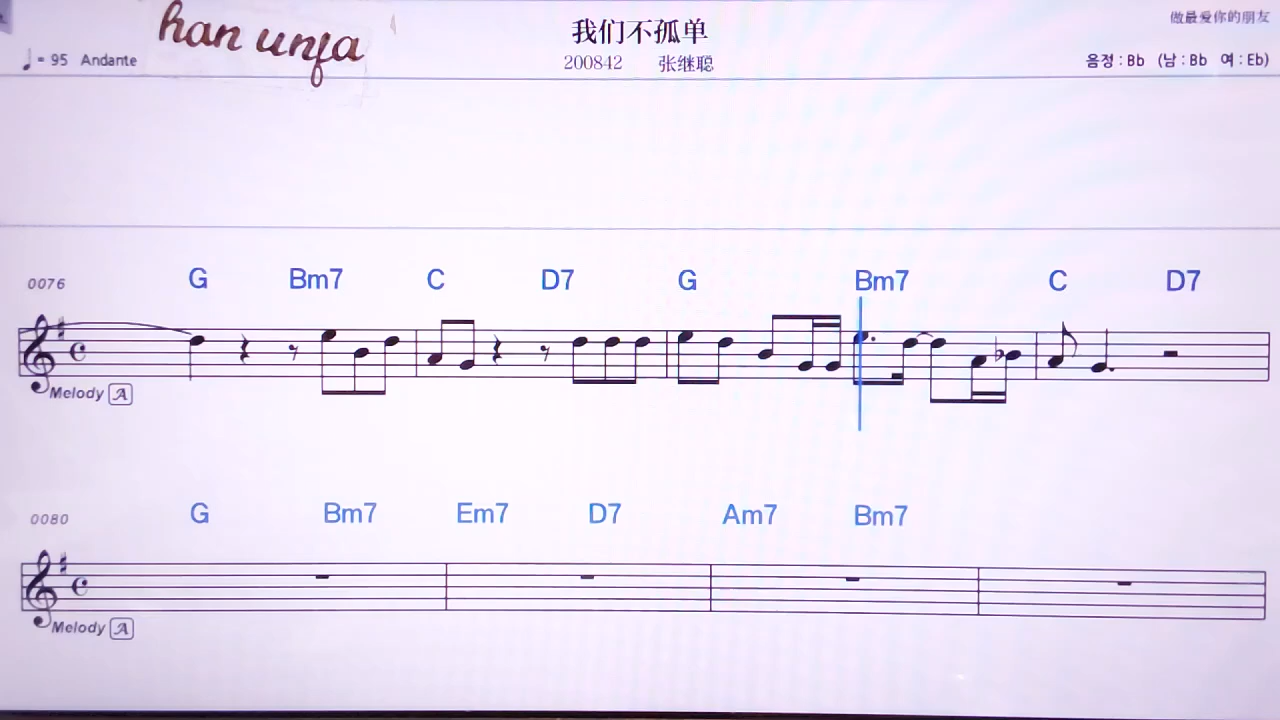 han unfa
我们不孤单
做最爱你的朋友
♩= 95 Andante
200842 张继聪
음정 : Bb (남 : Bb 여 : Eb)
0076
G Bm7 C D7 G Bm7 C D7
Melody A
0080
G Bm7 Em7 D7 Am7 Bm7
Melody A